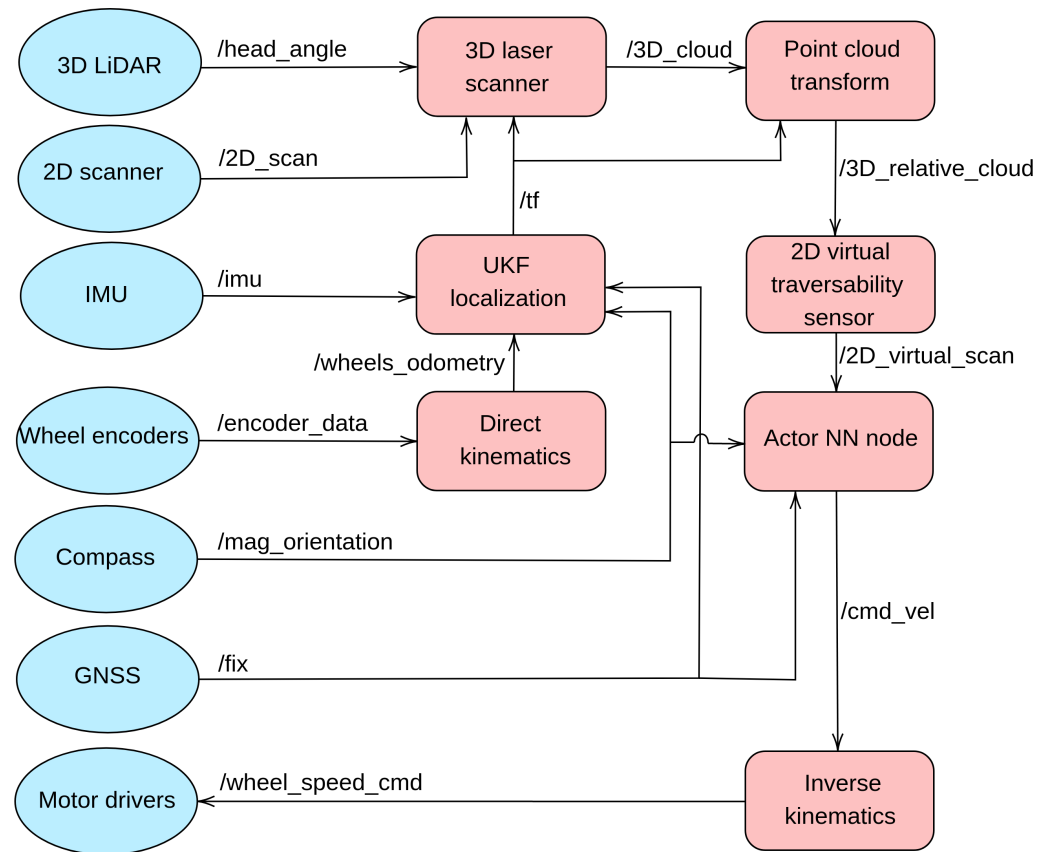 /head_angle
3D LiDAR
3D laser
scanner
/3D_cloud
Point cloud
transform
/2D_scan
2D scanner
/3D_relative_cloud
/tf
/imu
IMU
UKF
localization
2D virtual
traversability
sensor
/wheels_odometry
/2D_virtual_scan
/encoder_data
Wheel encoders
Direct
kinematics
Actor NN node
/mag_orientation
Compass
/cmd_vel
/fix
GNSS
/wheel_speed_cmd
Motor drivers
Inverse
kinematics